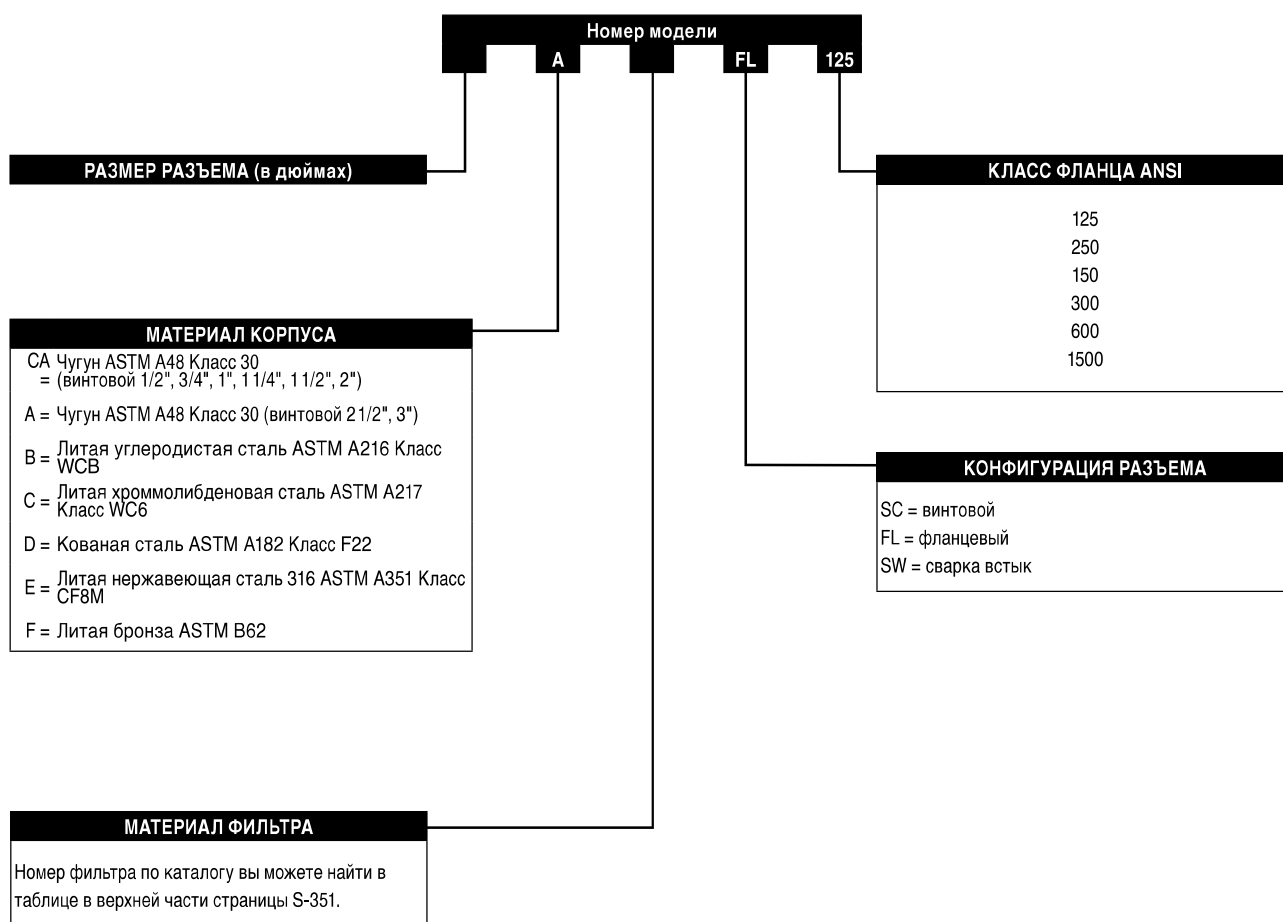 Номер модели
A FL 125
РАЗМЕР РАЗЪЕМА (в дюймах)
КЛАСС ФЛАНЦА ANSI
125
250
150
300
600
1500
МАТЕРИАЛ КОРПУСА
CA Чугун ASTM A48 Класс 30
= (винтовой 1/2", 3/4", 1", 1 1/4", 1 1/2", 2")
A = Чугун ASTM A48 Класс 30 (винтовой 2 1/2", 3")
B = Литая углеродистая сталь ASTM A216 Класс
WCB
C = Литая хроммолибденовая сталь ASTM A217
Класс WC6
D = Кованая сталь ASTM A182 Класс F22
E = Литая нержавеющая сталь 316 ASTM A351 Класс
CF8M
F = Литая бронза ASTM B62
КОНФИГУРАЦИЯ РАЗЪЕМА
SC = винтовой
FL = фланцевый
SW = сварка встык
МАТЕРИАЛ ФИЛЬТРА
Номер фильтра по каталогу вы можете найти в
таблице в верхней части страницы S-351.